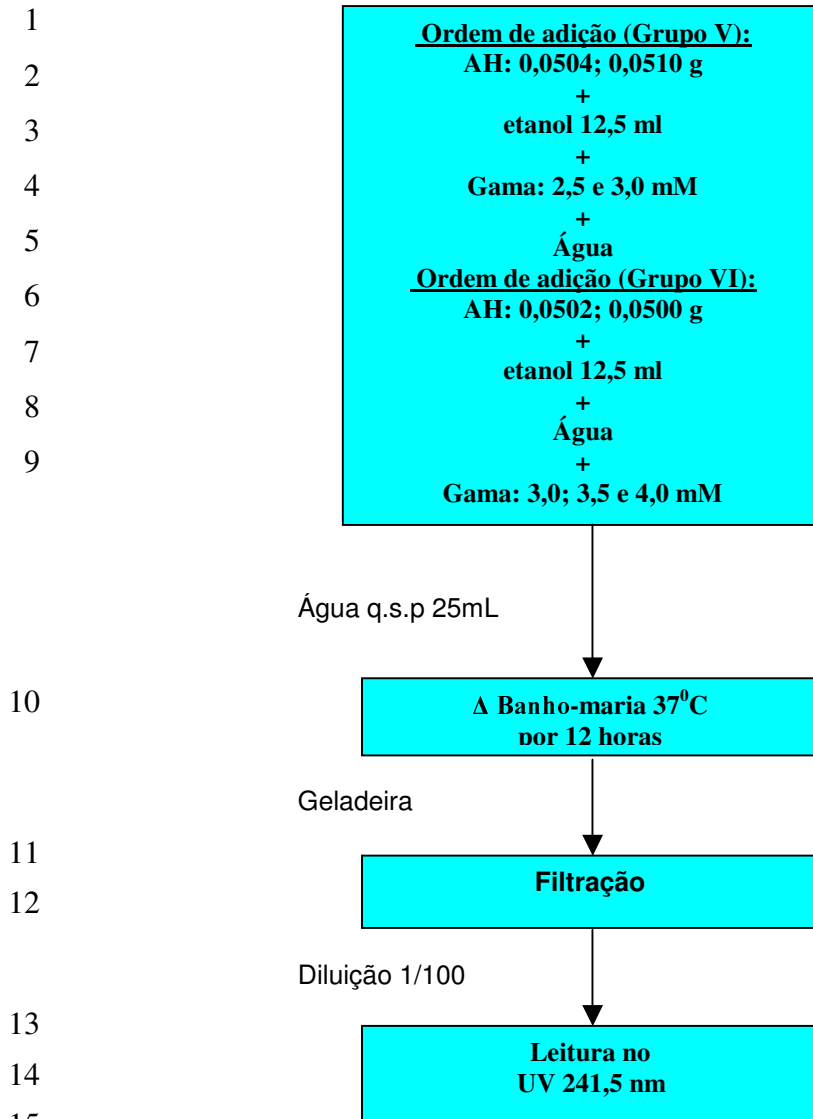 1
Ordem de adição (Grupo V):
2
AH: 0,0504; 0,0510 g
+
3
etanol 12,5 ml
+
4
Gama: 2,5 e 3,0 mM
+
5
Água
6
Ordem de adição (Grupo VI):
AH: 0,0502; 0,0500 g
7
+
etanol 12,5 ml
8
+
Água
9
+
Gama: 3,0; 3,5 e 4,0 mM
Água q.s.p 25mL
10
Δ Banho-maria 37⁰C
por 12 horas
Geladeira
11
Filtração
12
Diluição 1/100
13
Leitura no
14
UV 241,5 nm
15